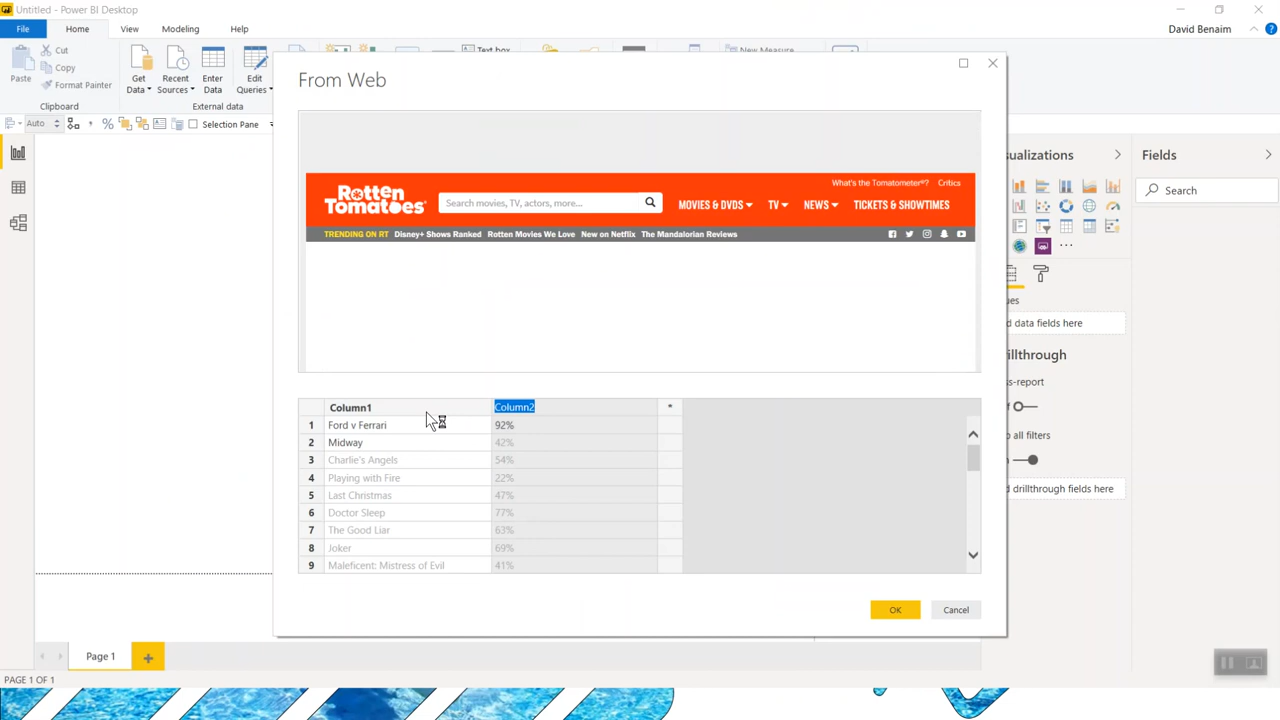 Untitled - Power BI Desktop
File Home View Modeling Help David Benaim
Cut
Copy
Format Painter
Paste
Get Data
Recent Sources
Enter Data
Edit Queries
Text box
New Measure
Clipboard External data
Auto
Selection Pane
From Web
What's the Tomatometer®? Critics
Rotten Tomatoes
Search movies, TV, actors, more...
MOVIES & DVDS TV NEWS TICKETS & SHOWTIMES
TRENDING ON RT Disney+ Shows Ranked Rotten Movies We Love New on Netflix The Mandalorian Reviews
Column1 Column2 *
1 Ford v Ferrari 92%
2 Midway 42%
3 Charlie's Angels 54%
4 Playing with Fire 22%
5 Last Christmas 47%
6 Doctor Sleep 77%
7 The Good Liar 63%
8 Joker 69%
9 Maleficent: Mistress of Evil 41%
OK Cancel
sualizations
Fields
Search
ues
d data fields here
illthrough
ss-report
f
p all filters
n
d drillthrough fields here
Page 1
PAGE 1 OF 1